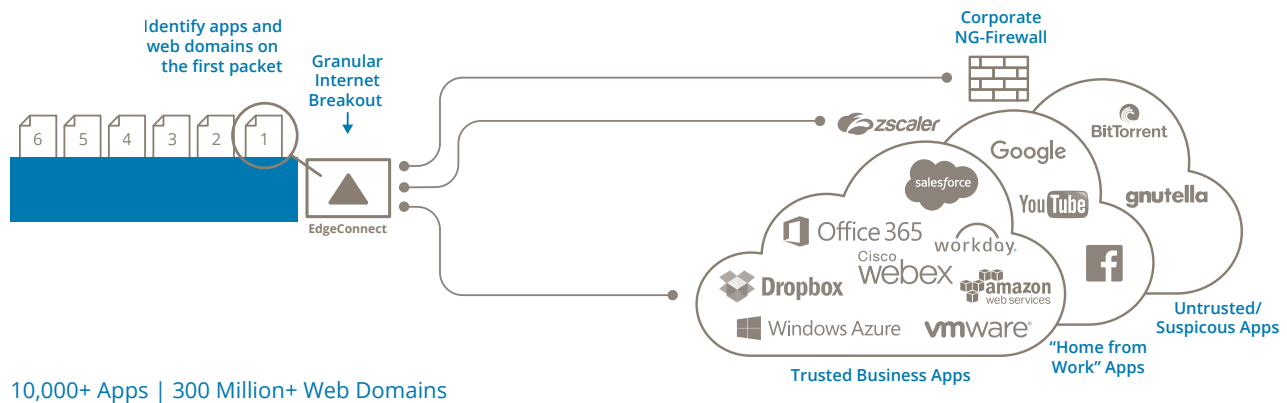 Identify apps and
web domains on
the first packet
Granular
Internet
Breakout
6 5 4 3 2 1
EdgeConnect
Corporate
NG-Firewall
zscaler
BitTorrent
Google
salesforce
YouTube
gnutella
Office 365
workday.
Cisco
webex
Dropbox
amazon
web services
f
Windows Azure
vmware®
Untrusted/
Suspicous Apps
"Home from
Work" Apps
Trusted Business Apps
10,000+ Apps | 300 Million+ Web Domains